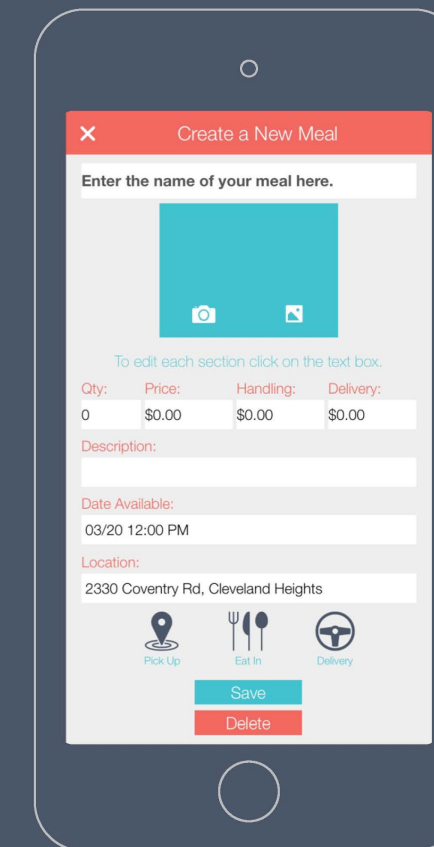 Create a New Meal
Enter the name of your meal here.
To edit each section click on the text box.
Qty: Price: Handling: Delivery:
0 $0.00 $0.00 $0.00
Description:
Date Available:
03/20 12:00 PM
Location:
2330 Coventry Rd, Cleveland Heights
Pick Up Eat In Delivery
Save
Delete